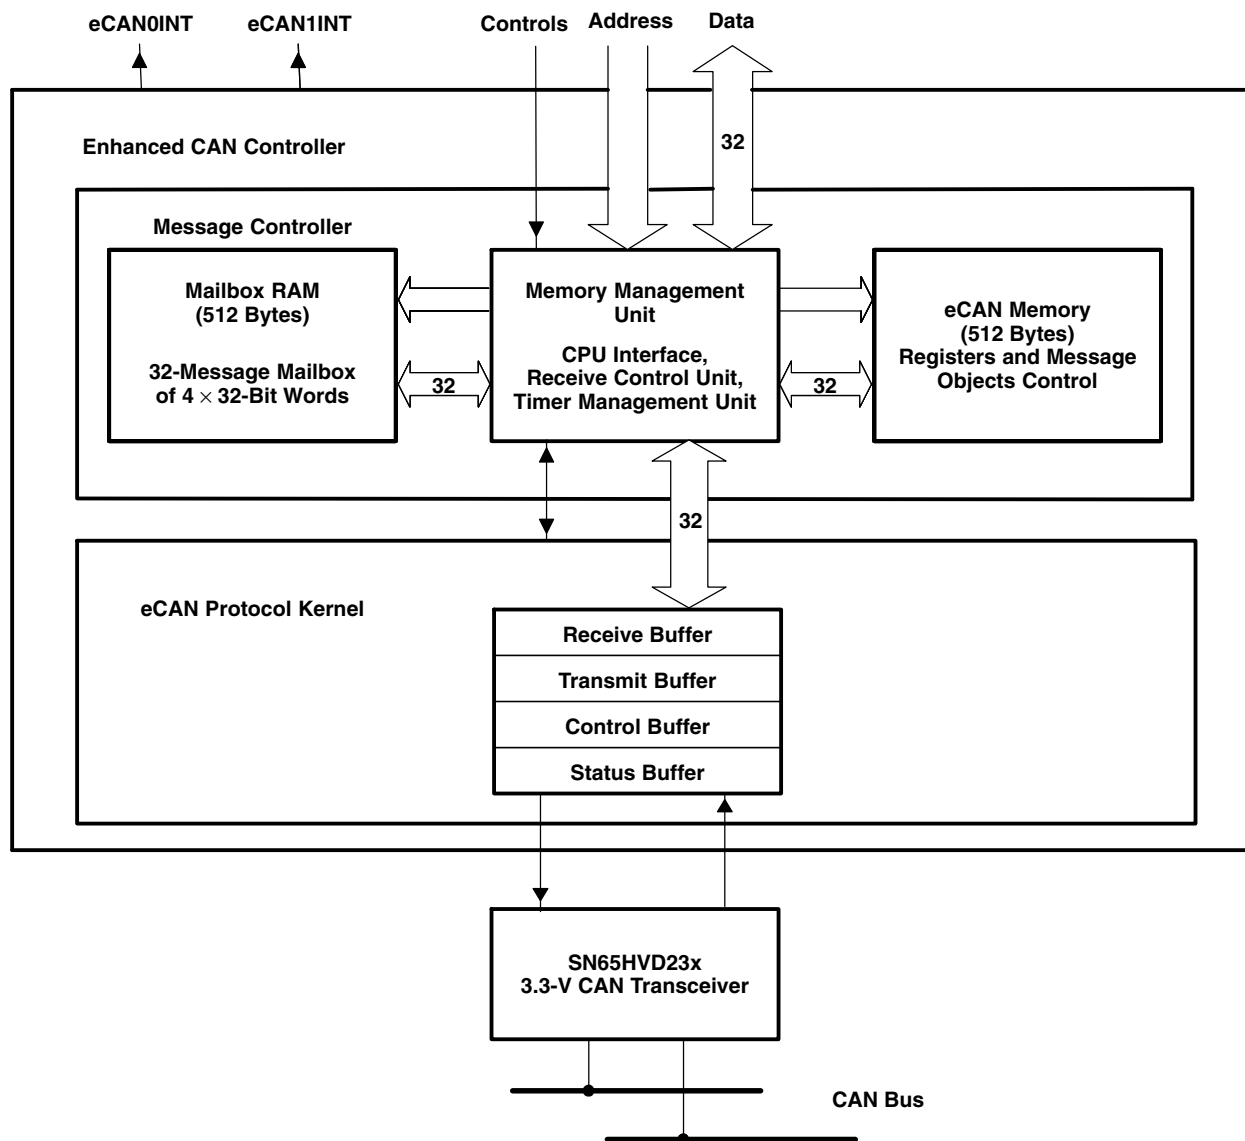 eCAN0INT eCAN1INT Controls Address Data
32
Enhanced CAN Controller
Message Controller
Mailbox RAM
(512 Bytes)
32-Message Mailbox
of 4 × 32-Bit Words
32
Memory Management
Unit
CPU Interface,
Receive Control Unit,
Timer Management Unit
32
eCAN Memory
(512 Bytes)
Registers and Message
Objects Control
32
eCAN Protocol Kernel
Receive Buffer
Transmit Buffer
Control Buffer
Status Buffer
SN65HVD23x
3.3-V CAN Transceiver
CAN Bus